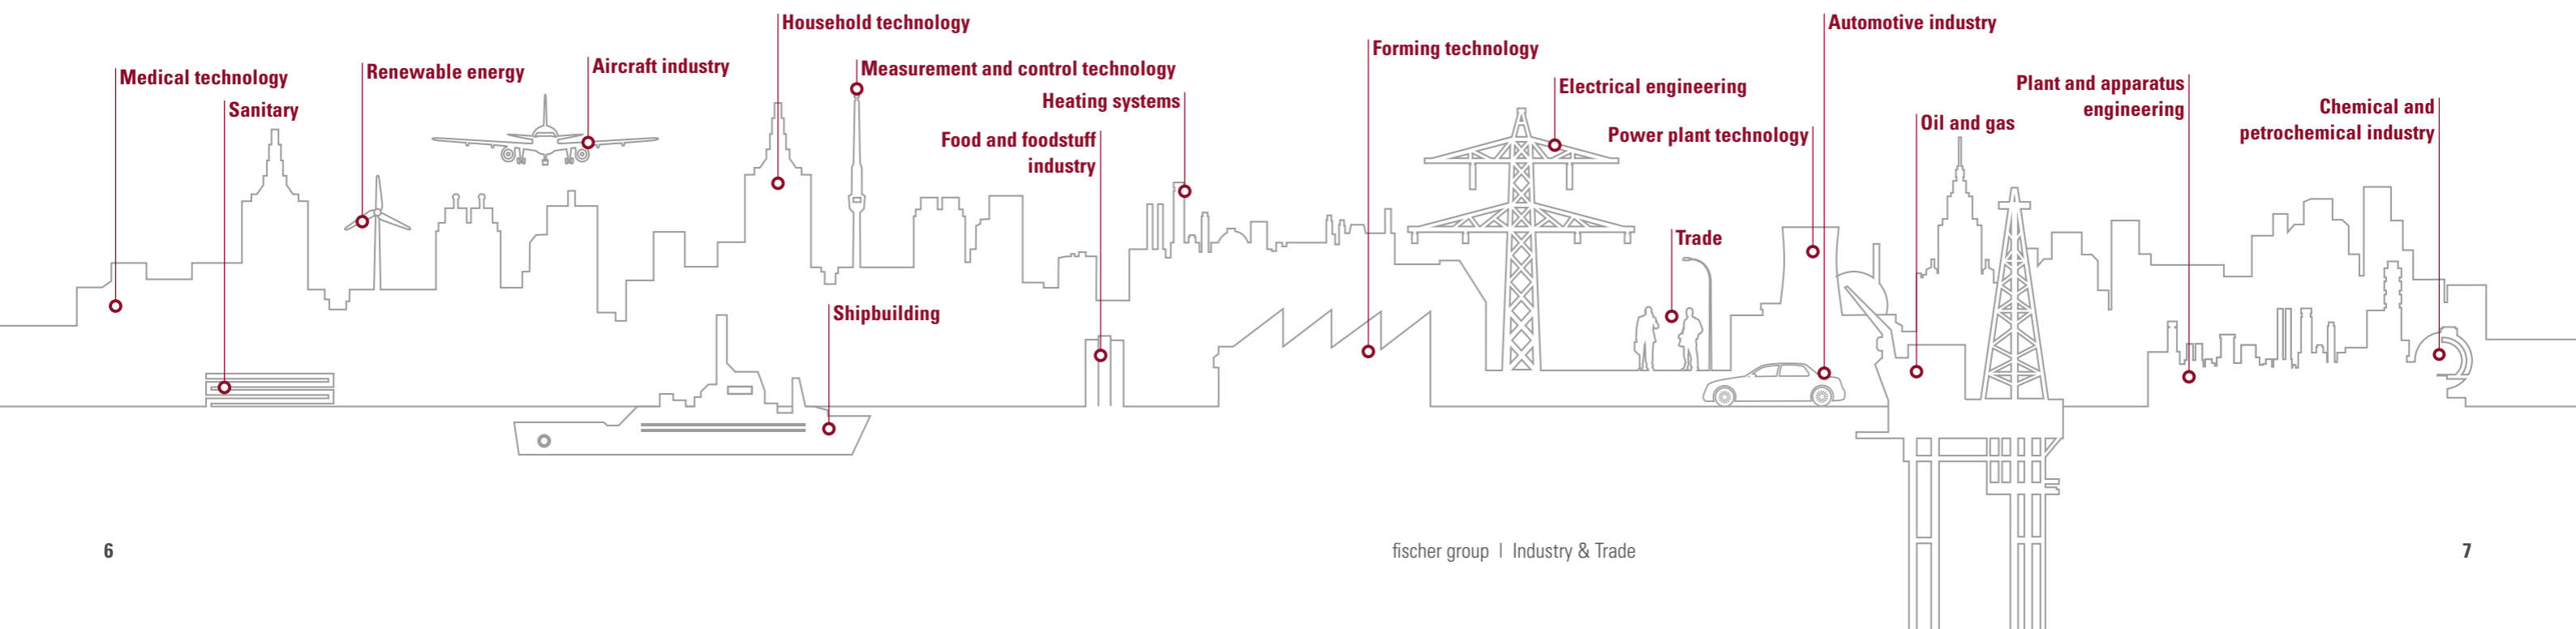 Medical technology
Sanitary
Renewable energy
Aircraft industry
Household technology
Measurement and control technology
Heating systems
Food and foodstuff
industry
Shipbuilding
Forming technology
Electrical engineering
Power plant technology
Trade
Automotive industry
Oil and gas
Plant and apparatus
engineering
Chemical and
petrochemical industry
6
fischer group | Industry & Trade
7